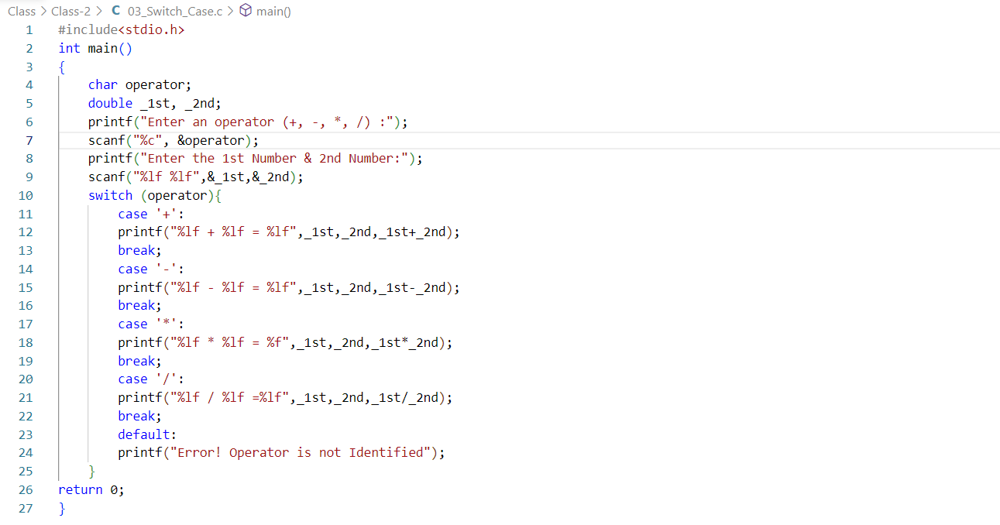 Class > Class-2 > C 03_Switch_Case.c > main()
1 #include<stdio.h>
2 int main()
3 {
4     char operator;
5     double _1st, _2nd;
6     printf("Enter an operator (+, -, *, /) :");
7     scanf("%c", &operator);
8     printf("Enter the 1st Number & 2nd Number:");
9     scanf("%lf %lf",&_1st,&_2nd);
10     switch (operator){
11         case '+':
12         printf("%lf + %lf = %lf",_1st,_2nd,_1st+_2nd);
13         break;
14         case '-':
15         printf("%lf - %lf = %lf",_1st,_2nd,_1st-_2nd);
16         break;
17         case '*':
18         printf("%lf * %lf = %f",_1st,_2nd,_1st*_2nd);
19         break;
20         case '/':
21         printf("%lf / %lf =%lf",_1st,_2nd,_1st/_2nd);
22         break;
23         default:
24         printf("Error! Operator is not Identified");
25     }
26 return 0;
27 }